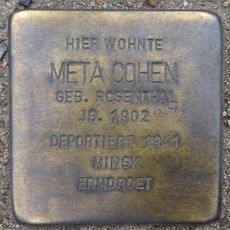 HIER WOHNTE
META COHEN
GEB. ROSENTHAL
JG. 1902
DEPORTIERT 1941
MINSK
ERMORDET